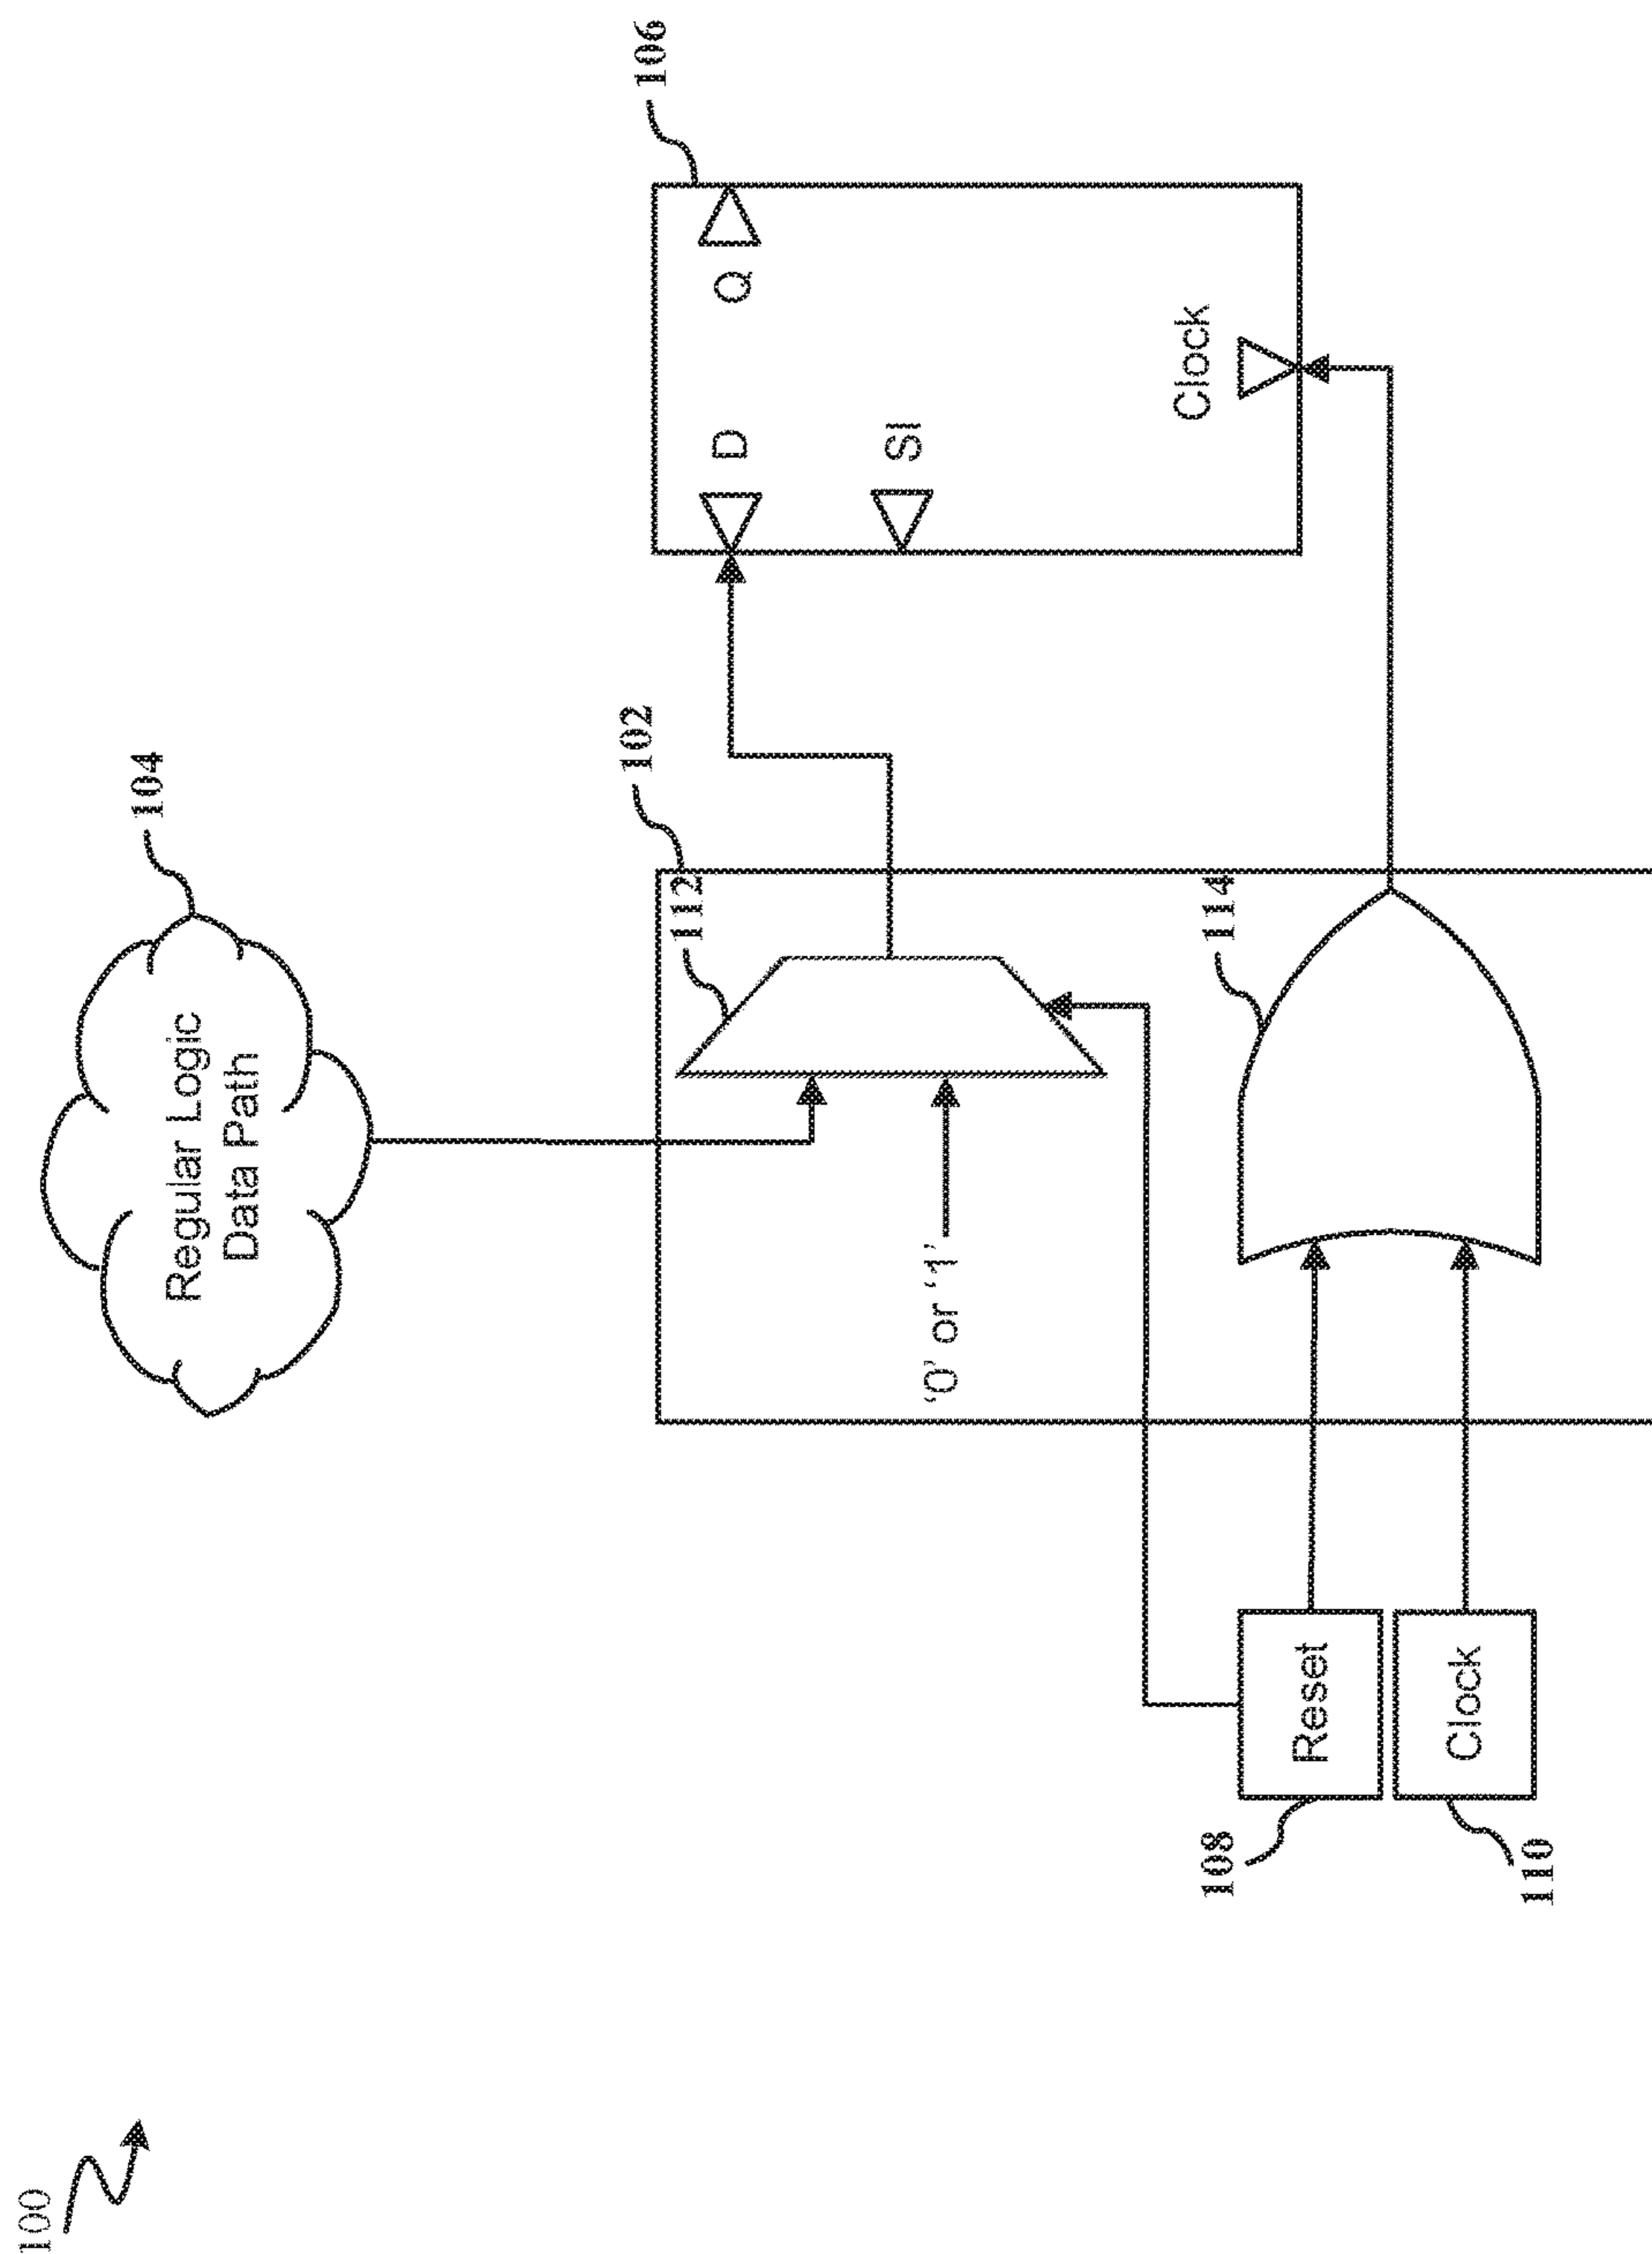 100
104
Regular Logic
Data Path
102
106
112
D
Q
SI
'0' or '1'
Clock
114
108
Reset
110
Clock